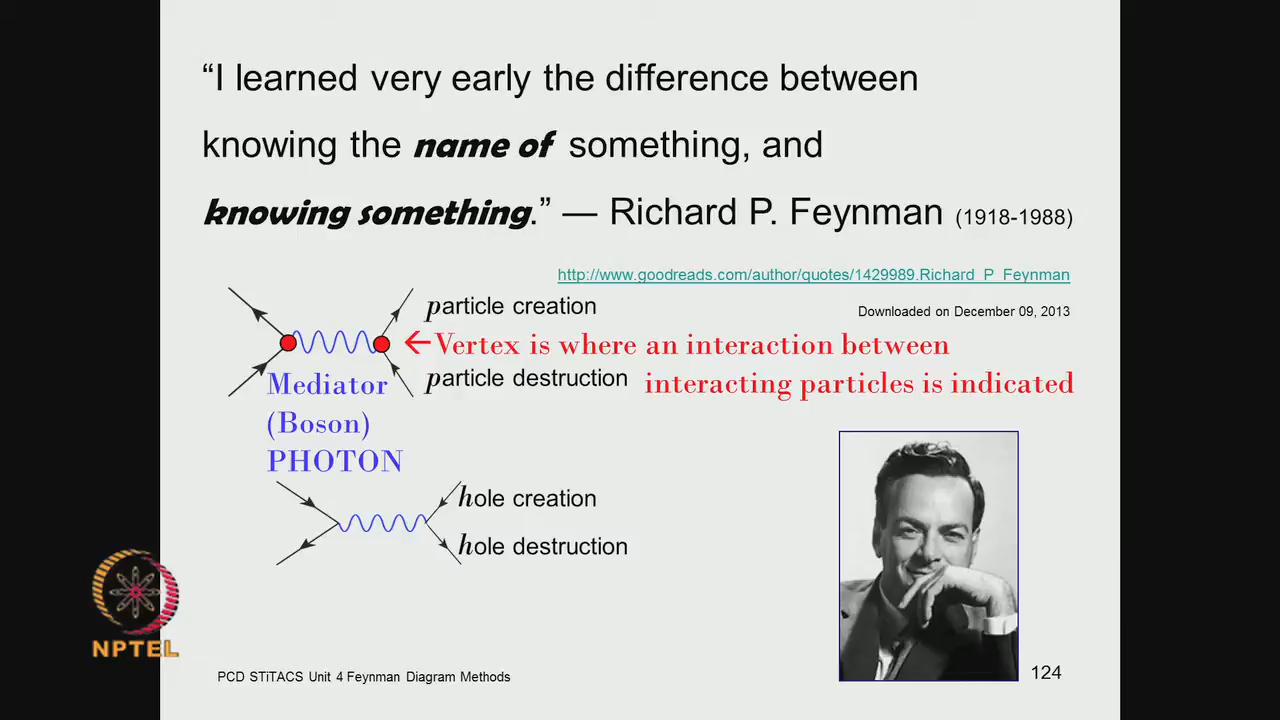 “I learned very early the difference between
knowing the name of something, and
knowing something.” — Richard P. Feynman (1918-1988)
http://www.goodreads.com/author/quotes/1429989.Richard_P_Feynman
particle creation
Downloaded on December 09, 2013
←Vertex is where an interaction between
particle destruction
interacting particles is indicated
Mediator
(Boson)
PHOTON
hole creation
hole destruction
NPTEL
PCD STiTACS Unit 4 Feynman Diagram Methods
124